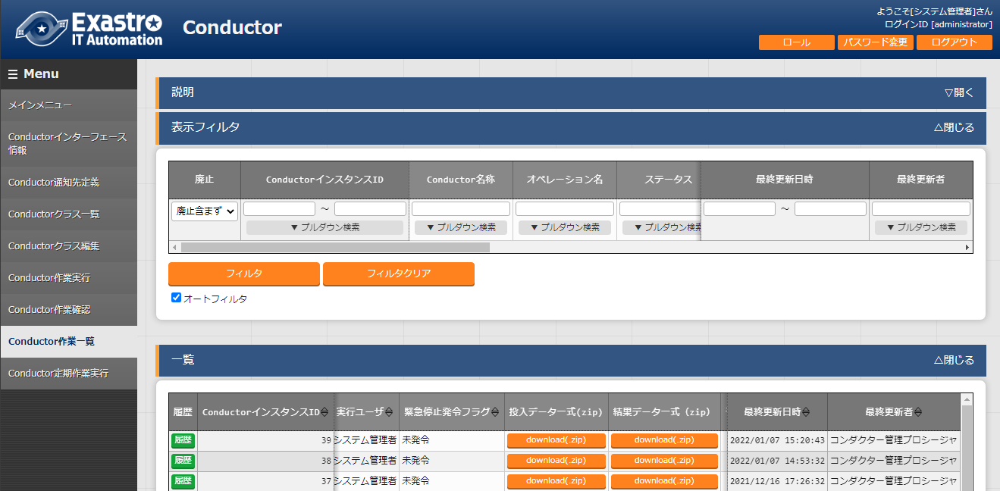 Exastro
IT Automation
Conductor
ようこそ[システム管理者]さん
ログインID [administrator]
ロール
パスワード変更
ログアウト
Menu
メインメニュー
Conductorインターフェース
情報
Conductor通知先定義
Conductorクラス一覧
Conductorクラス編集
Conductor作業実行
Conductor作業確認
Conductor作業一覧
Conductor定期作業実行
説明 ▽開く
表示フィルタ △閉じる
廃止 ConductorインスタンスID Conductor名称 オペレーション名 ステータス 最終更新日時 最終更新者
廃止含まず ～ ～
▼プルダウン検索 ▼プルダウン検索 ▼プルダウン検索 ▼プルダウン検索 ▼プルダウン検索
フィルタ フィルタクリア
オートフィルタ
一覧 △閉じる
履歴 ConductorインスタンスID 実行ユーザ 緊急停止発令フラグ 投入データ一式(zip) 結果データ一式 (zip) 最終更新日時 最終更新者
履歴 39 システム管理者 未発令 download(.zip) download(.zip) 2022/01/07 15:20:43 コンダクター管理プロシージャ
履歴 38 システム管理者 未発令 download(.zip) download(.zip) 2022/01/07 14:53:32 コンダクター管理プロシージャ
履歴 37 システム管理者 未発令 download(.zip) download(.zip) 2021/12/16 17:26:32 コンダクター管理プロシージャ